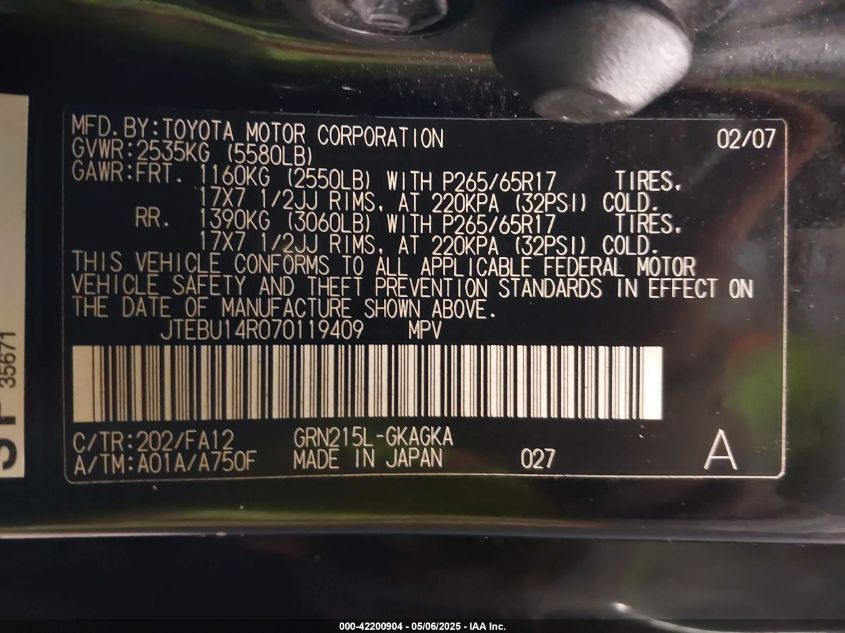 MFD.BY:TOYOTA MOTOR CORPORATION 02/07
GVWR:2535KG (5580LB)
GAWR:FRT. 1160KG (2550LB) WITH P265/65R17 TIRES.
17X7 1/2JJ RIMS, AT 220KPA (32PSI) COLD.
RR. 1390KG (3060LB) WITH P265/65R17 TIRES.
17X7 1/2JJ RIMS, AT 220KPA (32PSI) COLD.
THIS VEHICLE CONFORMS TO ALL APPLICABLE FEDERAL MOTOR
VEHICLE SAFETY AND THEFT PREVENTION STANDARDS IN EFFECT ON
THE DATE OF MANUFACTURE SHOWN ABOVE.
JTEBU14R070119409 MPV
C/TR:202/FA12 GRN215L-GKAGKA
A/TM:A01A/A750F MADE IN JAPAN 027 A
35671
000-42200904 - 05/06/2025 - IAA Inc.